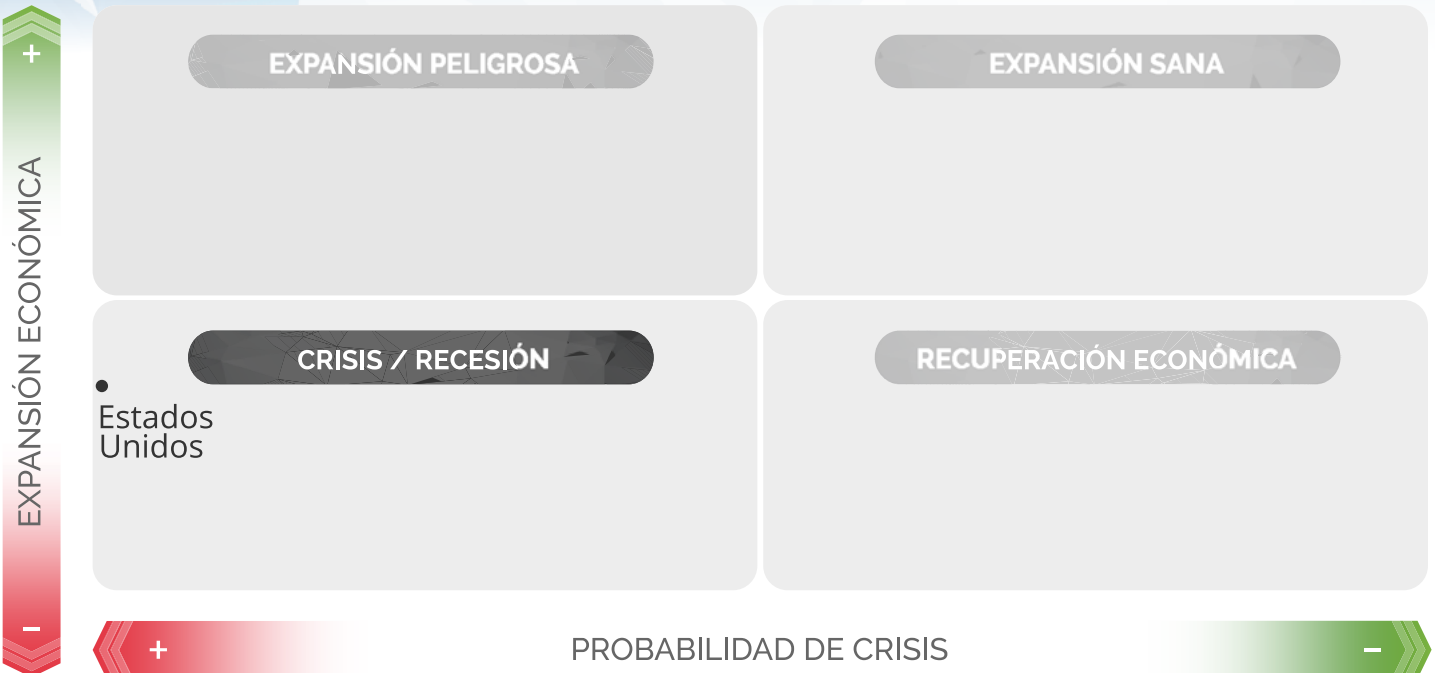 +
EXPANSIÓN PELIGROSA
EXPANSIÓN SANA
EXPANSIÓN ECONÓMICA
CRISIS / RECESIÓN
RECUPERACIÓN ECONÓMICA
Estados
Unidos
−
+
PROBABILIDAD DE CRISIS
−